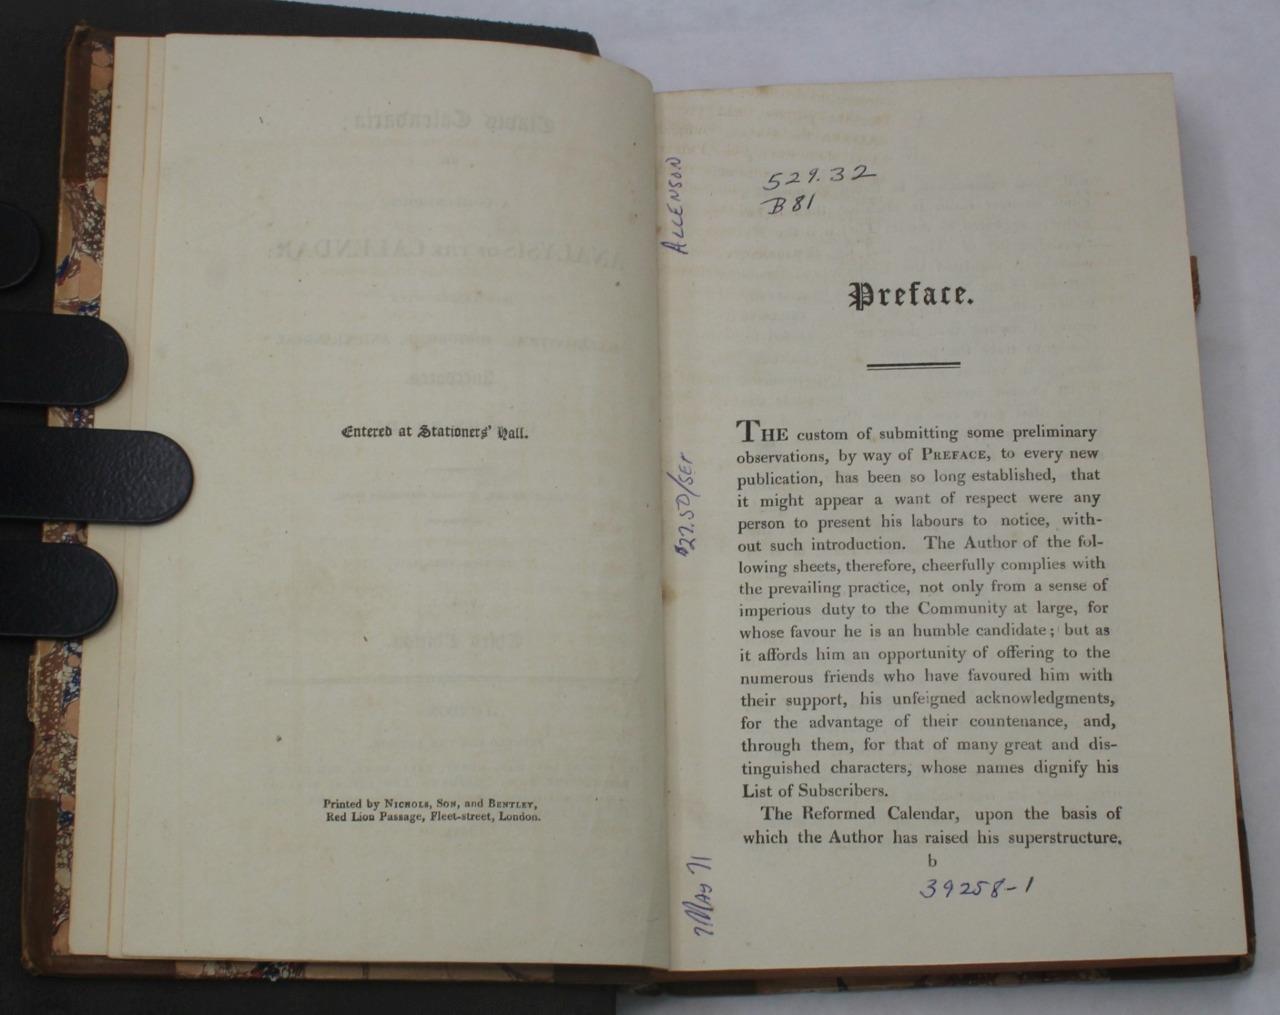 Entered at Stationers' Hall.
Printed by NICHOLS, SON, and BENTLEY,
Red Lion Passage, Fleet-street, London.
ALLENSON
$27.50/SET
7 MAY 71
529.32
B81
Preface.
THE custom of submitting some preliminary
observations, by way of PREFACE, to every new
publication, has been so long established, that
it might appear a want of respect were any
person to present his labours to notice, with-
out such introduction. The Author of the fol-
lowing sheets, therefore, cheerfully complies with
the prevailing practice, not only from a sense of
imperious duty to the Community at large, for
whose favour he is an humble candidate; but as
it affords him an opportunity of offering to the
numerous friends who have favoured him with
their support, his unfeigned acknowledgments,
for the advantage of their countenance, and,
through them, for that of many great and dis-
tinguished characters, whose names dignify his
List of Subscribers.
The Reformed Calendar, upon the basis of
which the Author has raised his superstructure,
b
39258-1